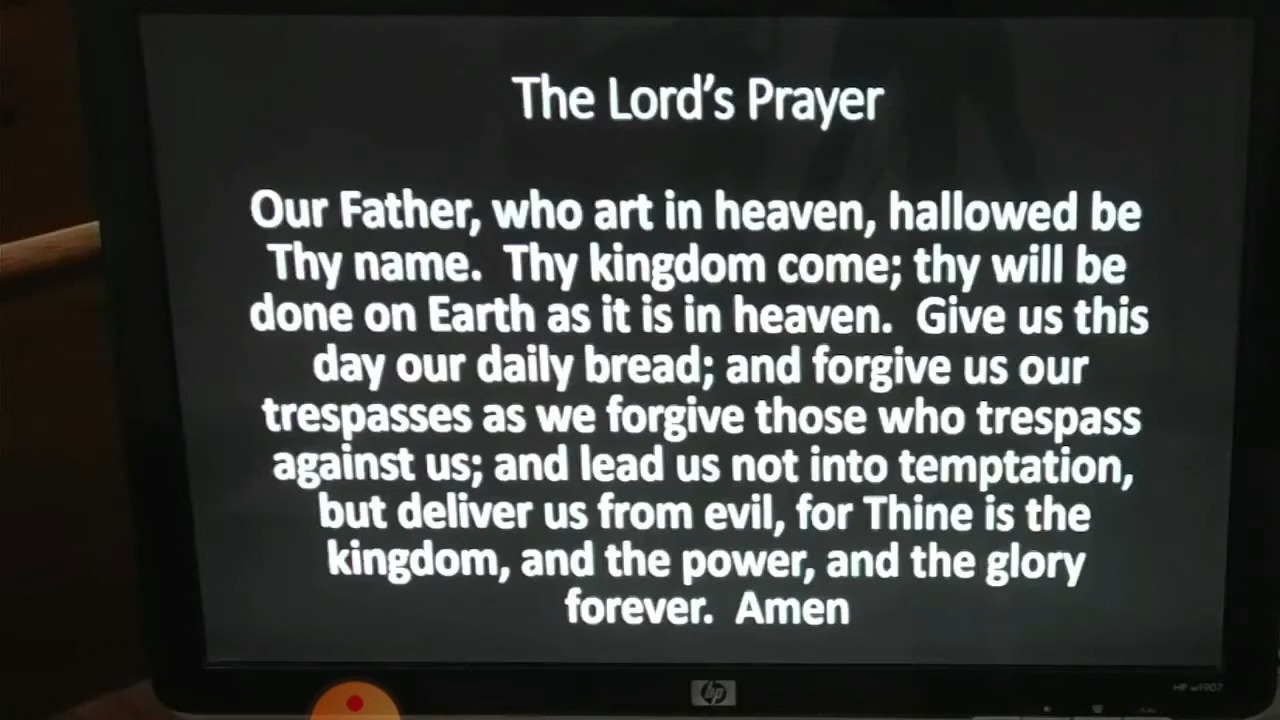 The Lord's Prayer
Our Father, who art in heaven, hallowed be
Thy name.  Thy kingdom come; thy will be
done on Earth as it is in heaven.  Give us this
day our daily bread; and forgive us our
trespasses as we forgive those who trespass
against us; and lead us not into temptation,
but deliver us from evil, for Thine is the
kingdom, and the power, and the glory
forever.  Amen
hp
HP w1907